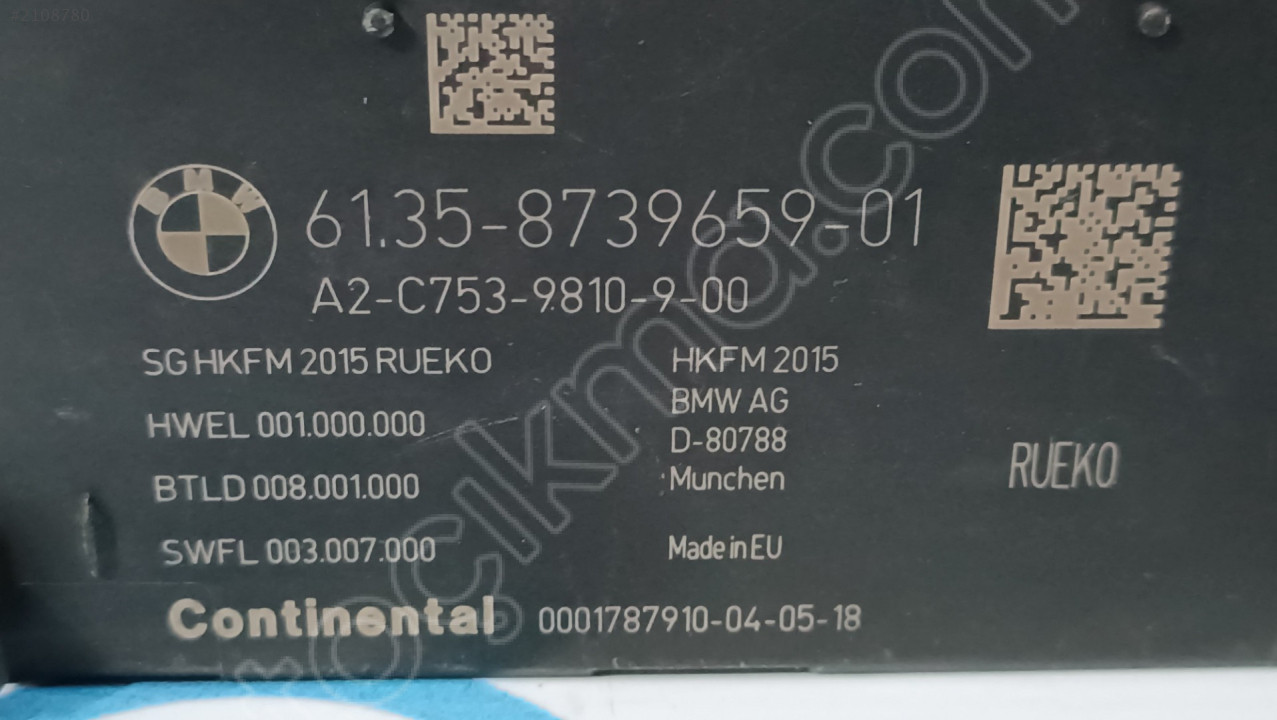 #2108780
BMW
61.35-8739659-01
A2-C753-9810-9-00
SG HKFM 2015 RUEKO
HWEL 001.000.000
BTLD 008.001.000
SWFL 003.007.000
HKFM 2015
BMW AG
D-80788
Munchen
Made in EU
RUEKO
Continental 0001787910-04-05-18